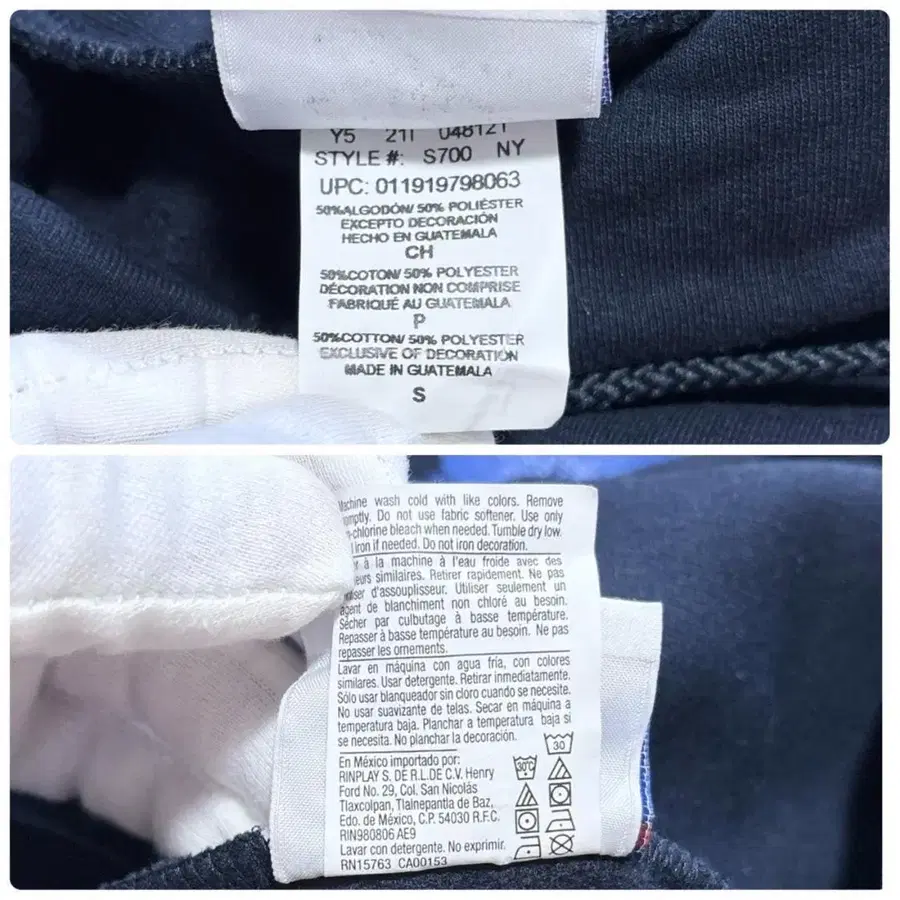 Y5 21I 048121
STYLE #: S700 NY
UPC: 011919798063
50%ALGODÓN/ 50% POLIÉSTER
EXCEPTO DECORACIÓN
HECHO EN GUATEMALA
CH
50%COTON/ 50% POLYESTER
DÉCORATION NON COMPRISE
FABRIQUÉ AU GUATEMALA
P
50%COTTON/ 50% POLYESTER
EXCLUSIVE OF DECORATION
MADE IN GUATEMALA
S
Machine wash cold with like colors. Remove
Do not use fabric softener. Use only
-chlorine bleach when needed. Tumble dry low.
iron if needed. Do not iron decoration.
à la machine à l'eau froide avec des
similaires. Retirer rapidement. Ne pas
d'assouplisseur. Utiliser seulement un
agent de blanchiment non chloré au besoin.
Sécher par culbutage à basse température.
Repasser à basse température au besoin. Ne pas
repasser les ornements.
Lavar en máquina con agua fría, con colores
similares. Usar detergente. Retirar inmediatamente.
Sólo usar blanqueador sin cloro cuando se necesite.
No usar suavizante de telas. Secar en máquina a
temperatura baja. Planchar a temperatura baja si
se necesita. No planchar la decoración.
En México importado por:
RINPLAY S. DE R.L.DE C.V. Henry
Ford No. 29, Col. San Nicolás
Tlaxcolpan, Tlalnepantla de Baz,
Edo. de México, C.P. 54030 R.F.C.
RIN980806 AE9
Lavar con detergente. No exprimir.
RN15763 CA00153
30
30°C